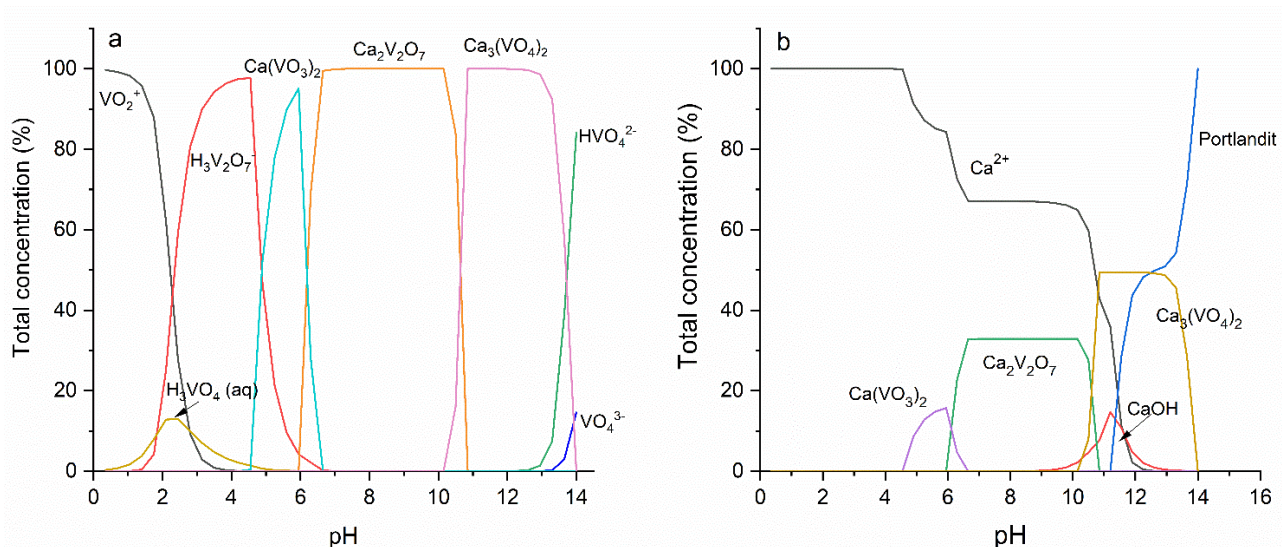 a
Total concentration (%)
100
80
60
40
20
0
VO₂⁺
H₃V₂O₇⁻
H₃VO₄ (aq)
Ca(VO₃)₂
Ca₂V₂O₇
Ca₃(VO₄)₂
HVO₄²⁻
VO₄³⁻
0 2 4 6 8 10 12 14
pH
b
Total concentration (%)
100
80
60
40
20
0
Ca²⁺
Portlandit
Ca(VO₃)₂
Ca₂V₂O₇
Ca₃(VO₄)₂
CaOH
2 4 6 8 10 12 14 16
pH